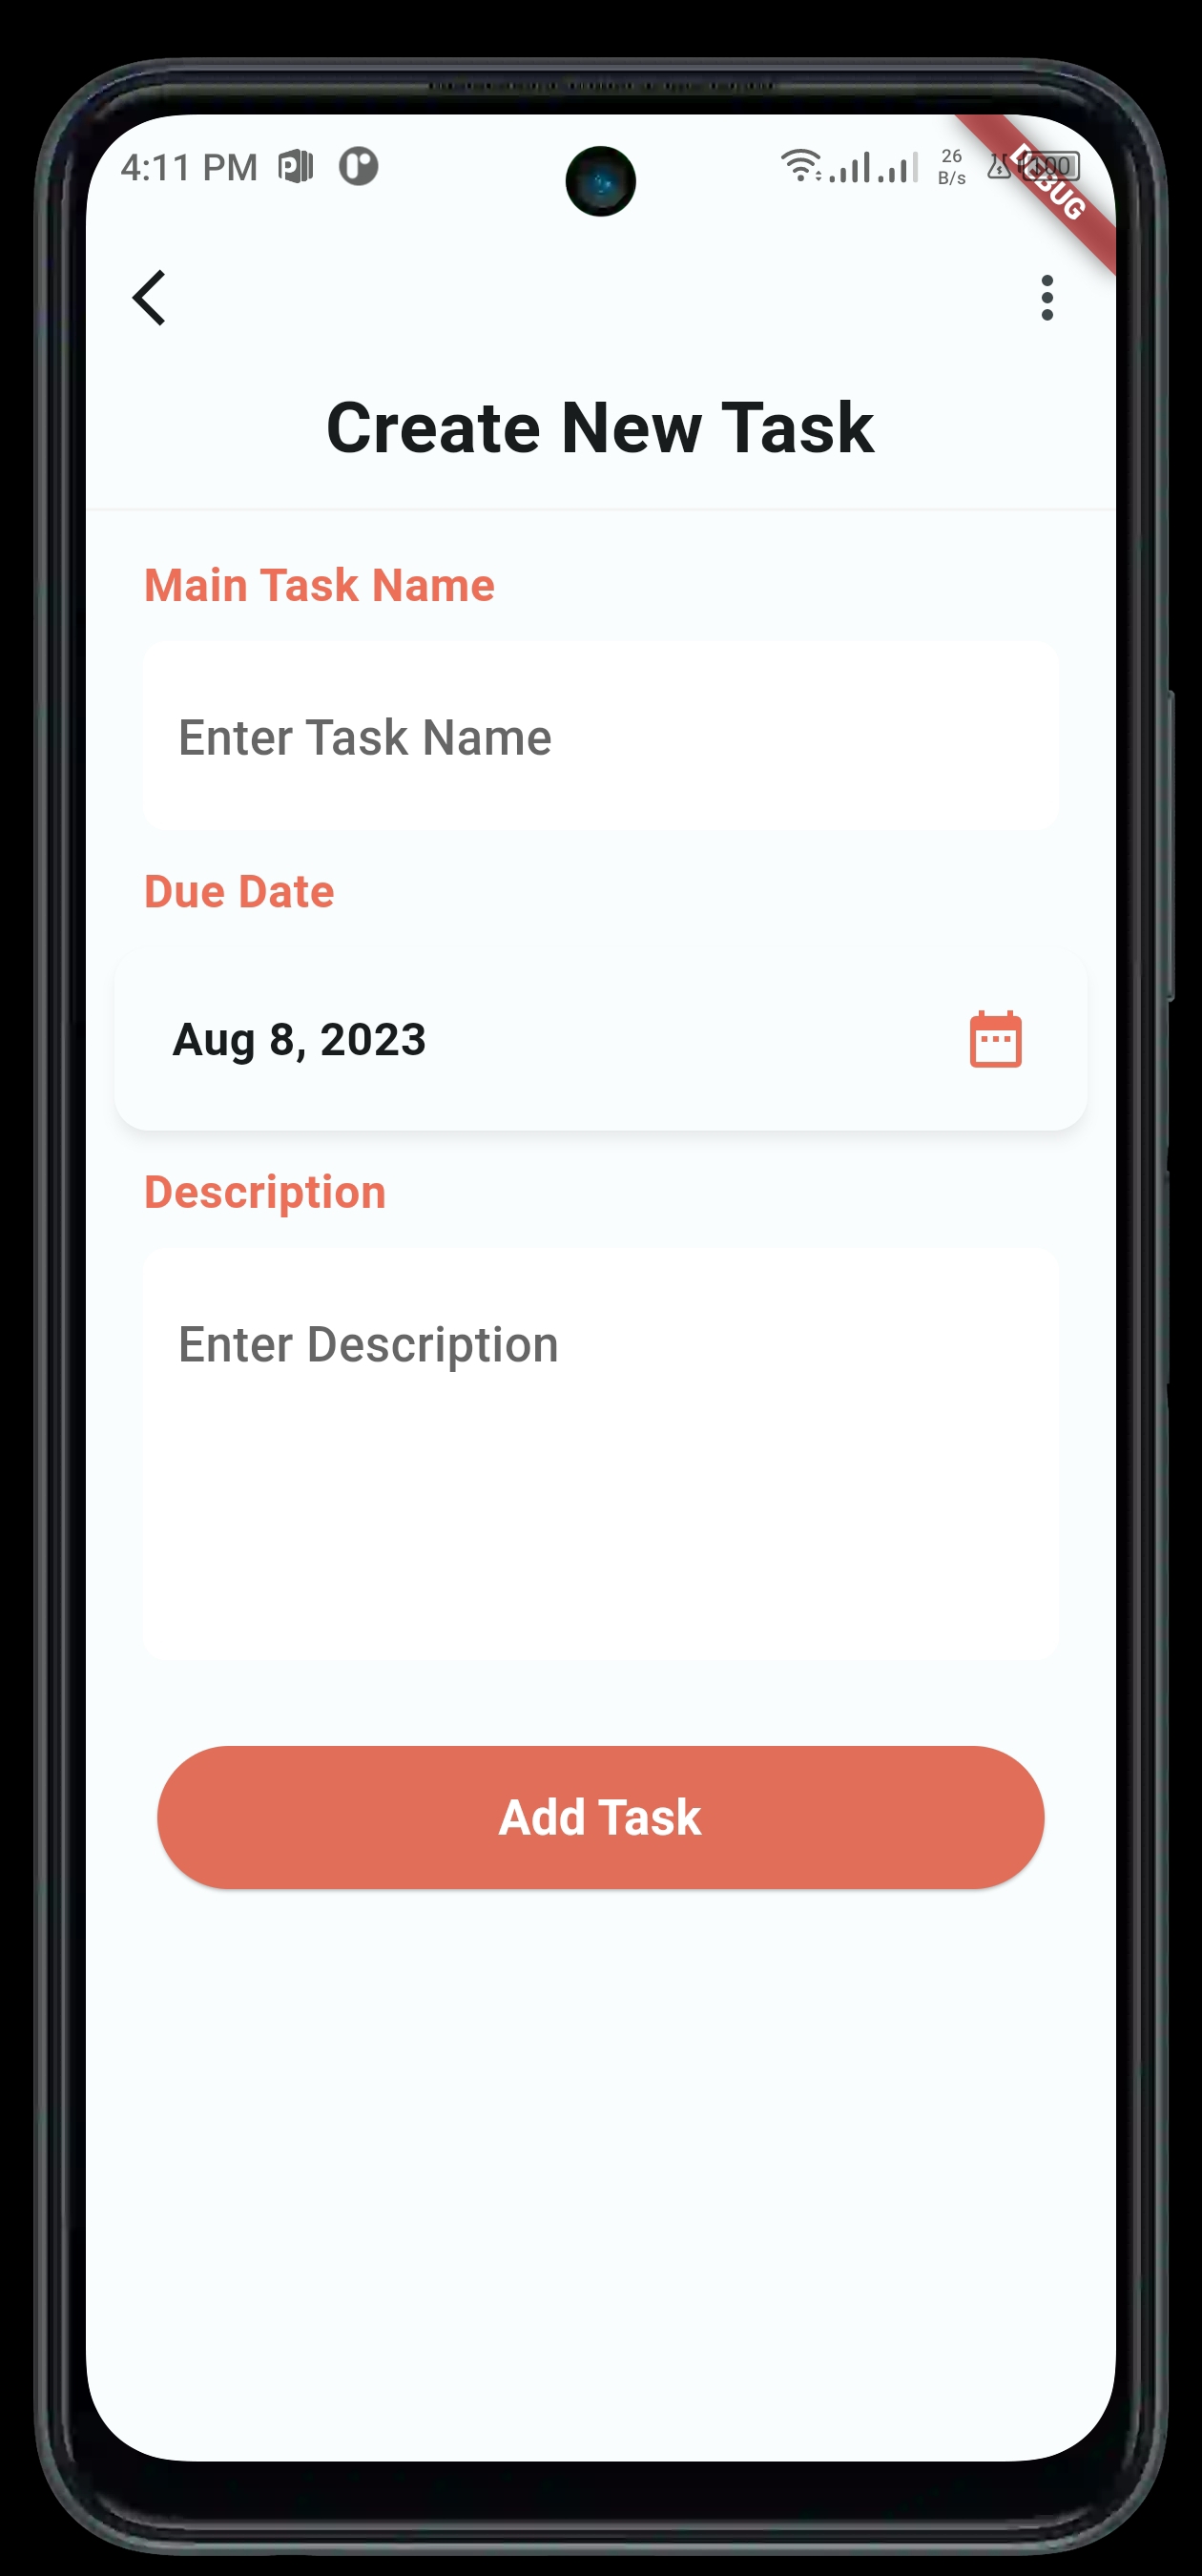 4:11 PM
26
B/s
100
DEBUG
Create New Task
Main Task Name
Enter Task Name
Due Date
Aug 8, 2023
Description
Enter Description
Add Task